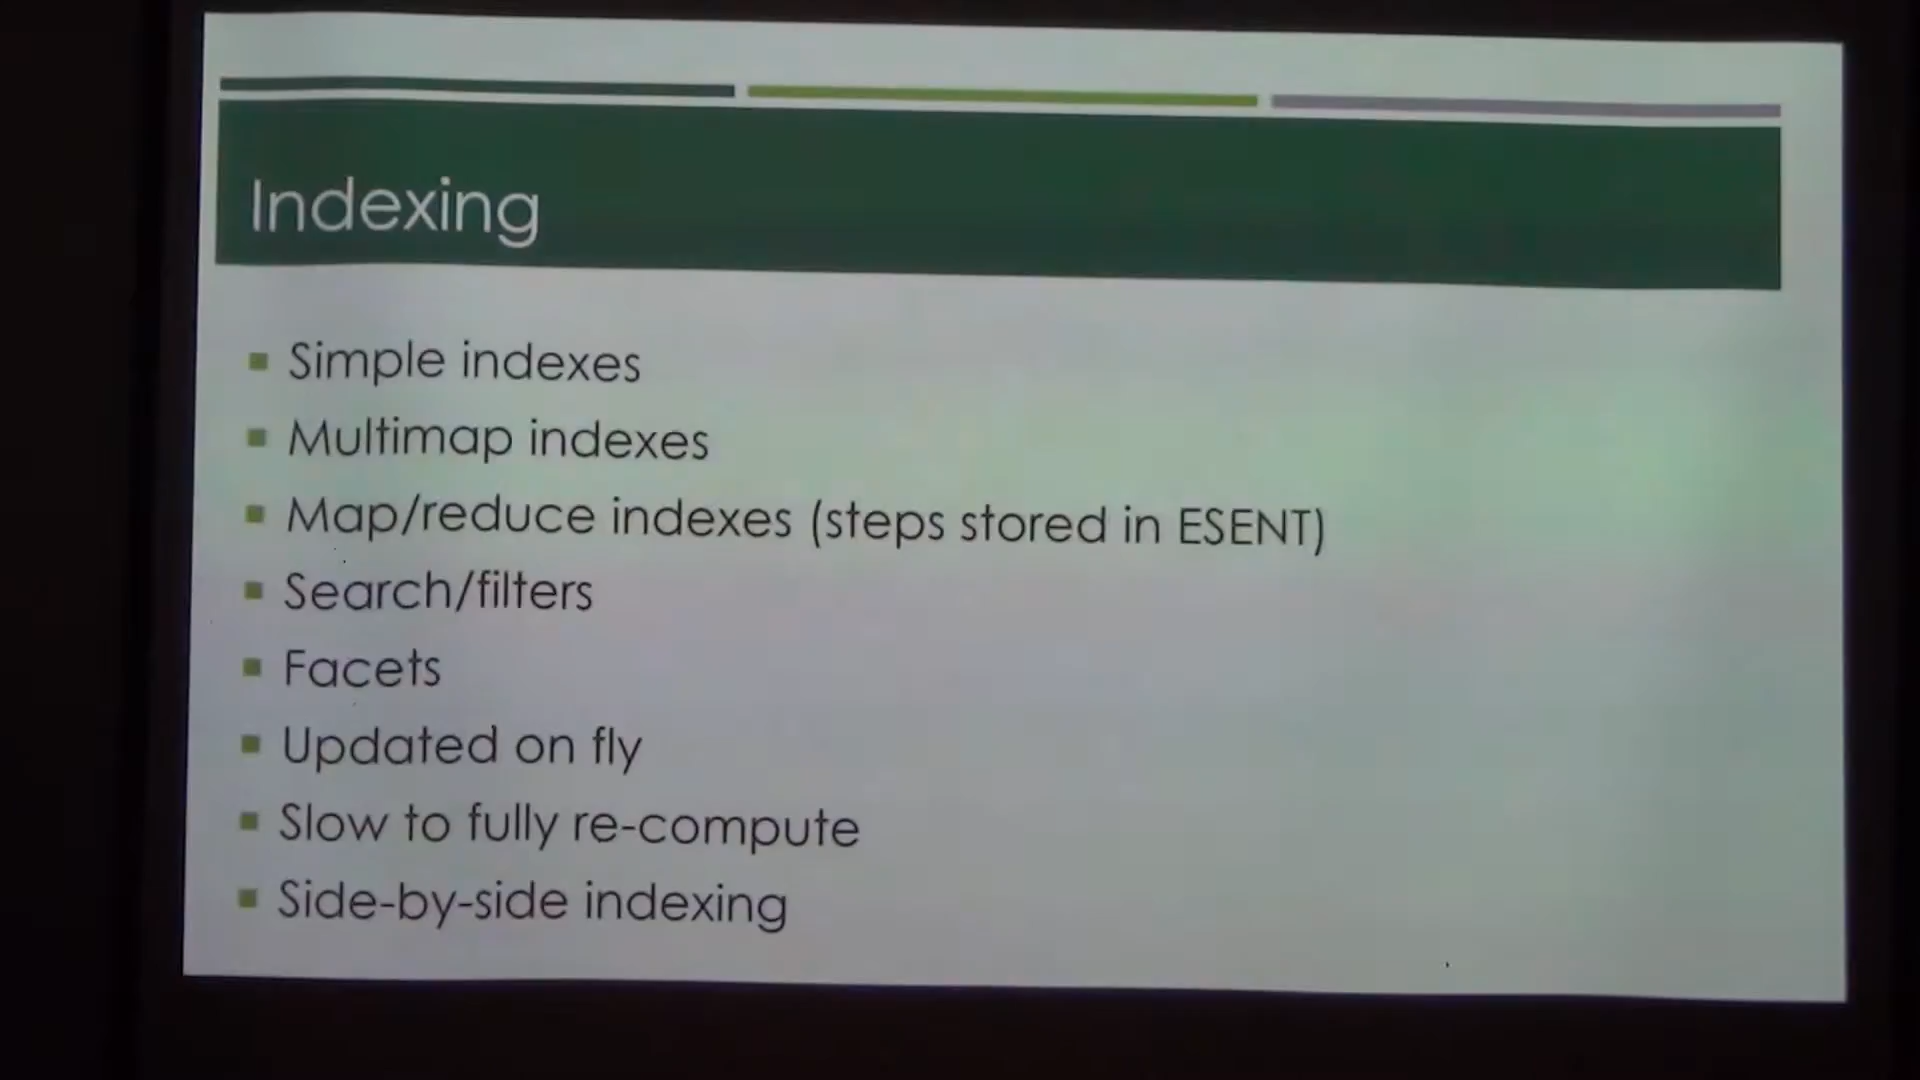 Indexing
Simple indexes
Multimap indexes
Map/reduce indexes (steps stored in ESENT)
Search/filters
Facets
Updated on fly
Slow to fully re-compute
Side-by-side indexing